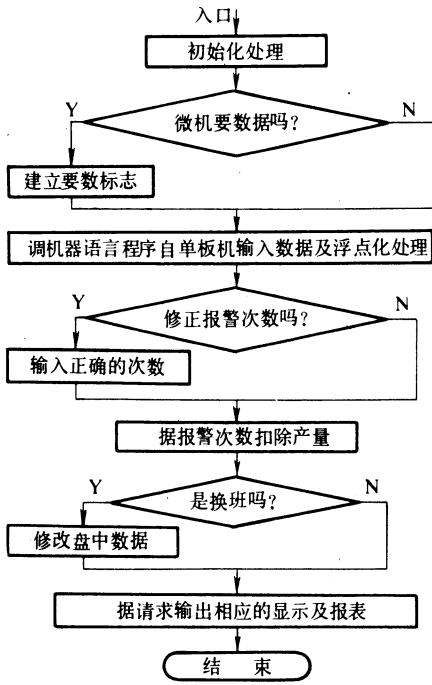 入口
初始化处理
Y
微机要数据吗?
N
建立要数标志
调机器语言程序自单板机输入数据及浮点化处理
Y
修正报警次数吗?
N
输入正确的次数
据报警次数扣除产量
Y
是换班吗?
N
修改盘中数据
据请求输出相应的显示及报表
结 束